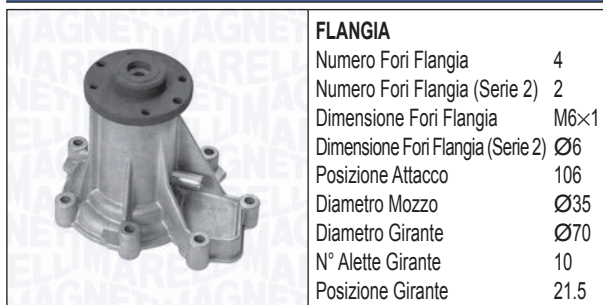 FLANGIA
Numero Fori Flangia 4
Numero Fori Flangia (Serie 2) 2
Dimensione Fori Flangia M6×1
Dimensione Fori Flangia (Serie 2) Ø6
Posizione Attacco 106
Diametro Mozzo Ø35
Diametro Girante Ø70
N° Alette Girante 10
Posizione Girante 21.5
MAGNETI MARELLI